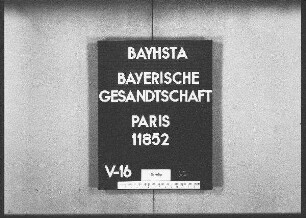 BAYHSTA
BAYERISCHE
GESANDTSCHAFT
PARIS
11852
V-16